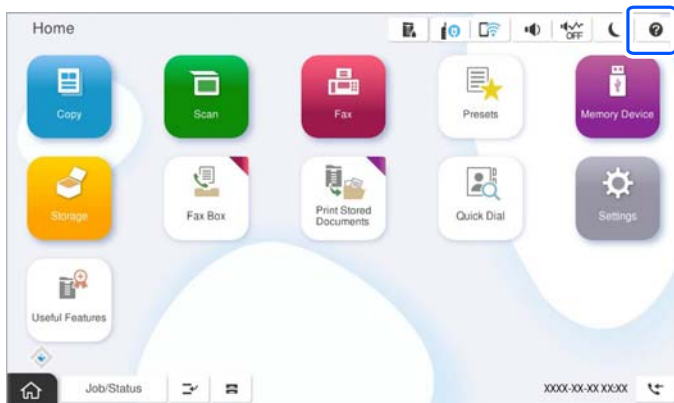 Home
OFF
?
Copy
Scan
Fax
Presets
Memory Device
Storage
Fax Box
Print Stored
Documents
Quick Dial
Settings
Useful Features
Job/Status
XXXX-XX-XX XX:XX